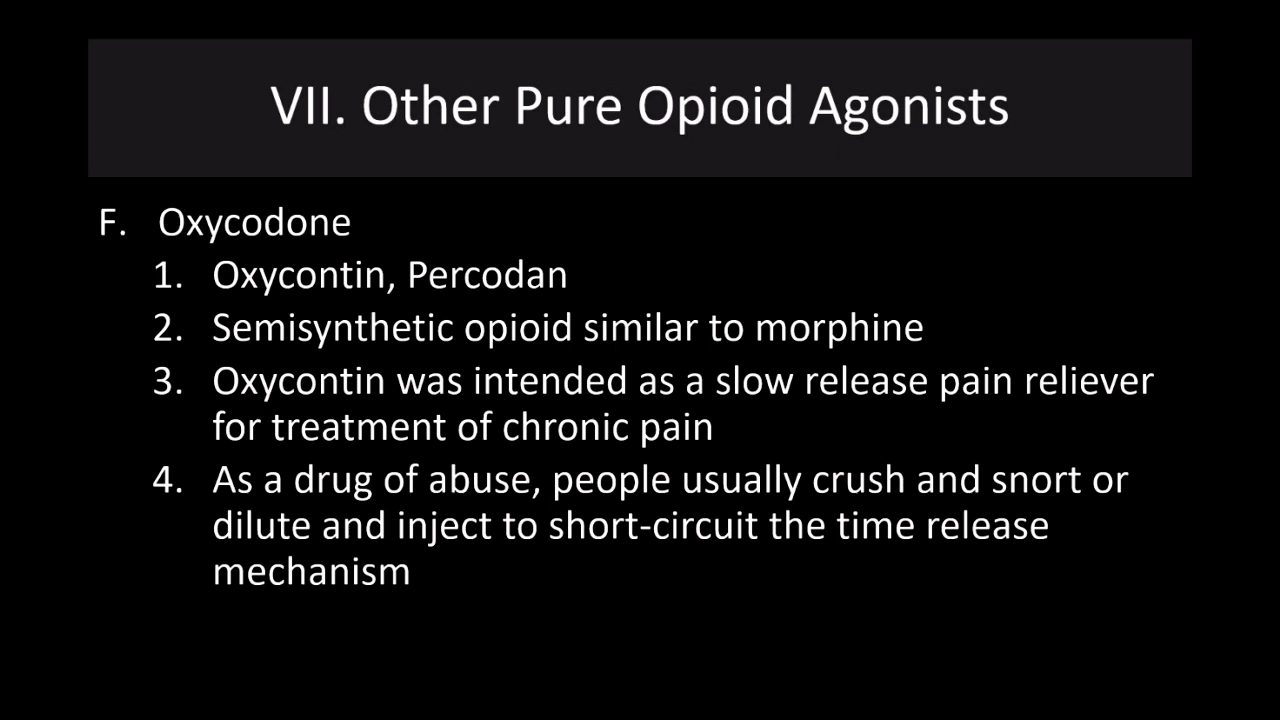 VII. Other Pure Opioid Agonists
F. Oxycodone
1. Oxycontin, Percodan
2. Semisynthetic opioid similar to morphine
3. Oxycontin was intended as a slow release pain reliever
for treatment of chronic pain
4. As a drug of abuse, people usually crush and snort or
dilute and inject to short-circuit the time release
mechanism